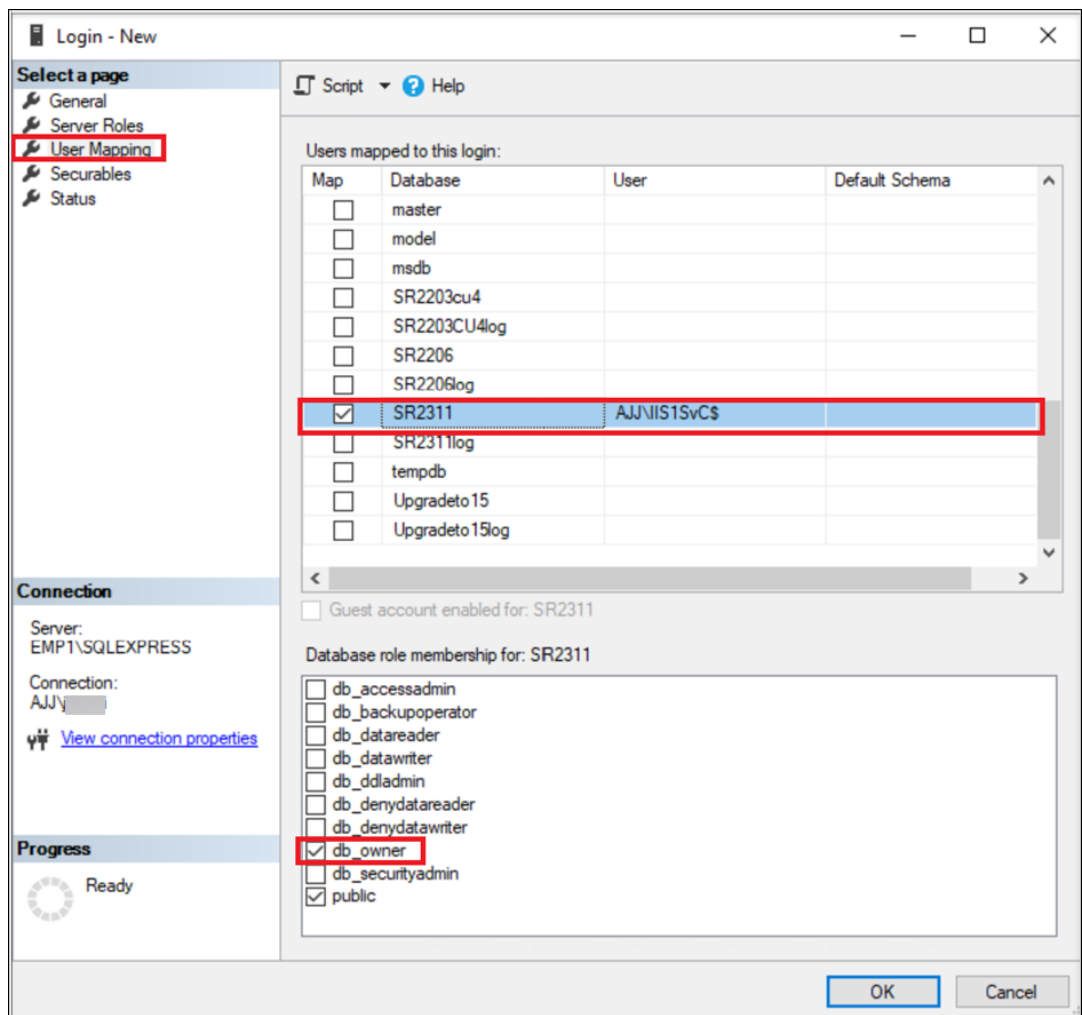 Login - New
Select a page
General
Server Roles
User Mapping
Securables
Status
Script Help
Users mapped to this login:
Map Database User Default Schema
master
model
msdb
SR2203cu4
SR2203CU4log
SR2206
SR2206log
SR2311 AJJ\IIS1SvC$
SR2311log
tempdb
Upgradeto15
Upgradeto15log
Guest account enabled for: SR2311
Connection
Server:
EMP1\SQLEXPRESS
Connection:
AJJ\
View connection properties
Database role membership for: SR2311
db_accessadmin
db_backupoperator
db_datareader
db_datawriter
db_ddladmin
db_denydatareader
db_denydatawriter
db_owner
db_securityadmin
public
Progress
Ready
OK Cancel